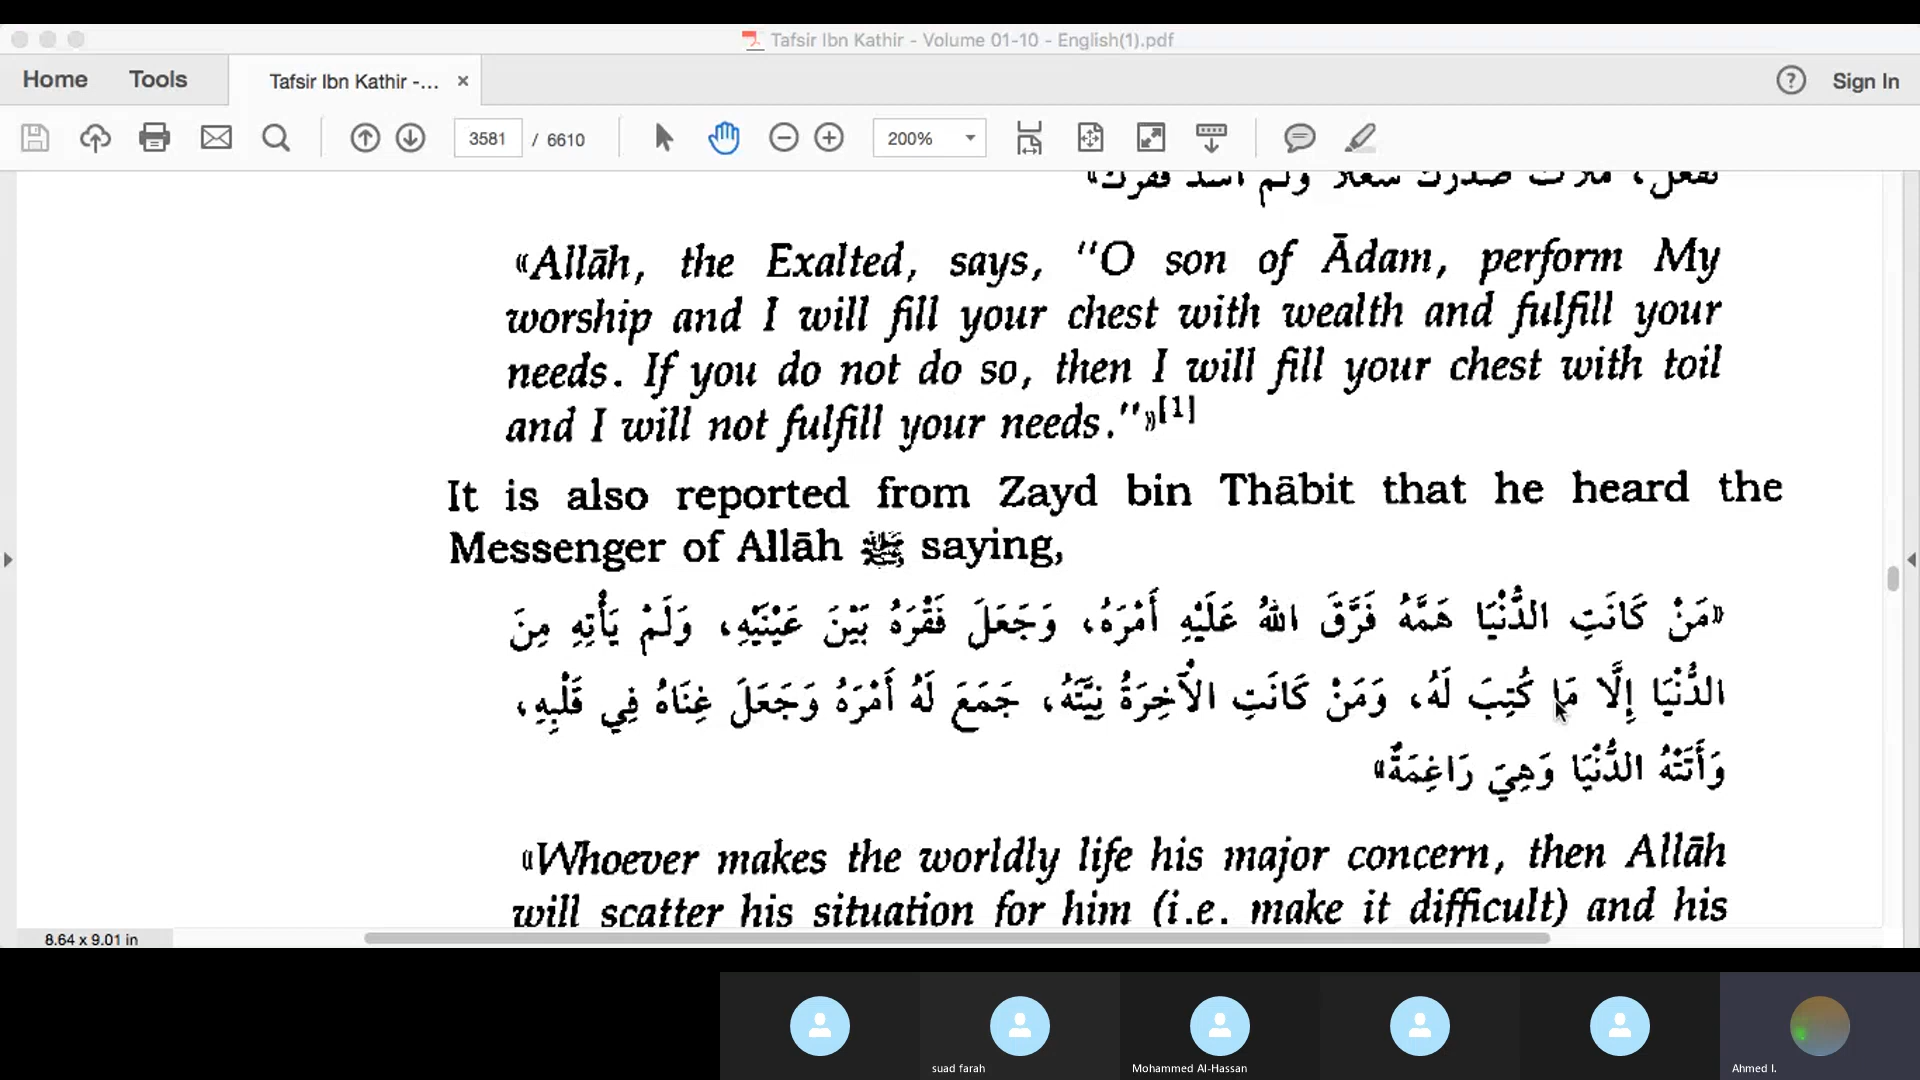 Tafsir Ibn Kathir - Volume 01-10 - English(1).pdf
Home Tools Tafsir Ibn Kathir -... × ? Sign In
3581 / 6610 200%
«Allāh, the Exalted, says, "O son of Ādam, perform My
worship and I will fill your chest with wealth and fulfill your
needs. If you do not do so, then I will fill your chest with toil
and I will not fulfill your needs."»[1]
It is also reported from Zayd bin Thābit that he heard the
Messenger of Allāh ﷺ saying,
«مَنْ كَانَتِ الدُّنْيَا هَمَّهُ فَرَّقَ اللهُ عَلَيْهِ أَمْرَهُ، وَجَعَلَ فَقْرَهُ بَيْنَ عَيْنَيْهِ، وَلَمْ يَأْتِهِ مِنَ
الدُّنْيَا إِلَّا مَا كُتِبَ لَهُ، وَمَنْ كَانَتِ الْآخِرَةُ نِيَّتَهُ، جَمَعَ لَهُ أَمْرَهُ وَجَعَلَ غِنَاهُ فِي قَلْبِهِ،
وَأَتَتْهُ الدُّنْيَا وَهِيَ رَاغِمَةٌ»
«Whoever makes the worldly life his major concern, then Allāh
will scatter his situation for him (i.e. make it difficult) and his
8.64 x 9.01 in
suad farah Mohammed Al-Hassan Ahmed I.